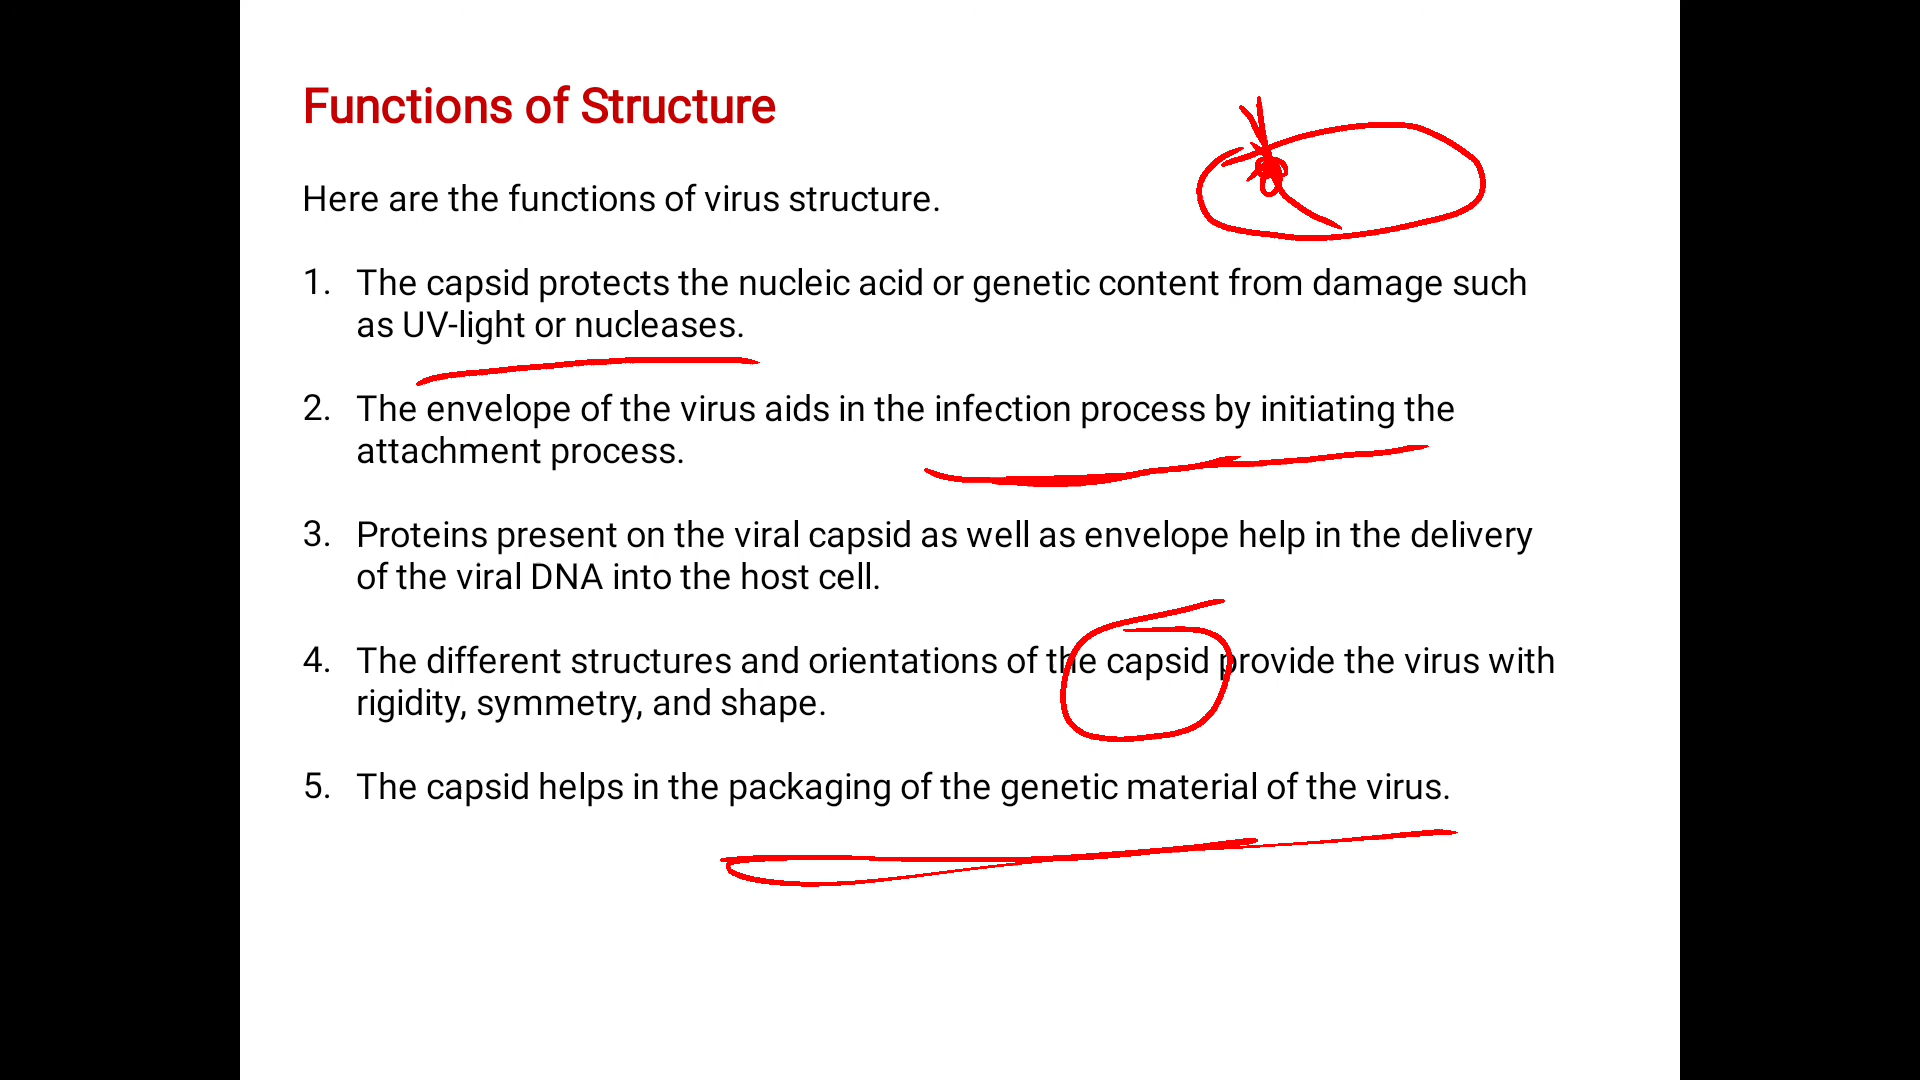 Functions of Structure
Here are the functions of virus structure.
1. The capsid protects the nucleic acid or genetic content from damage such
as UV-light or nucleases.
2. The envelope of the virus aids in the infection process by initiating the
attachment process.
3. Proteins present on the viral capsid as well as envelope help in the delivery
of the viral DNA into the host cell.
4. The different structures and orientations of the capsid provide the virus with
rigidity, symmetry, and shape.
5. The capsid helps in the packaging of the genetic material of the virus.